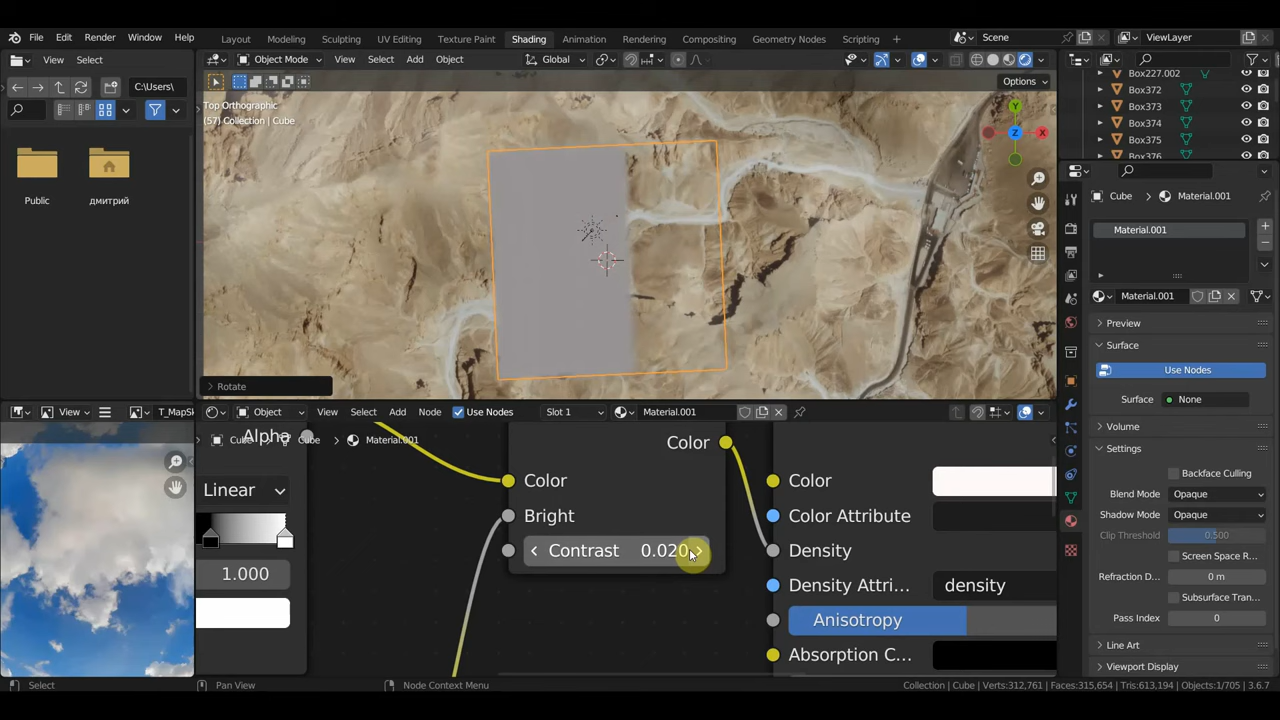 File Edit Render Window Help Layout Modeling Sculpting UV Editing Texture Paint Shading Animation Rendering Compositing Geometry Nodes Scripting + Scene ViewLayer
View Select C:\Users\ Object Mode View Select Add Object Global
Options
Top Orthographic
(57) Collection | Cube
Public дмитрий
Rotate
Y
Z
X
Box227.002
Box372
Box373
Box374
Box375
Box376
Cube Material.001
Material.001
Material.001
Preview
Surface
Use Nodes
Surface None
Volume
Settings
Backface Culling
Blend Mode Opaque
Shadow Mode Opaque
Clip Threshold 0.500
Screen Space R...
Refraction D... 0 m
Subsurface Tran...
Pass Index 0
Line Art
Viewport Display
View T_MapSk
Object View Select Add Node Use Nodes Slot 1 Material.001
Cube Cube Material.001
Alpha
Linear
1.000
Color
Color
Bright
Contrast 0.020
Color
Color Attribute
Density
Density Attri... density
Anisotropy
Absorption C...
Select Pan View Node Context Menu Collection | Cube | Verts:312,761 | Faces:315,654 | Tris:613,194 | Objects:1/705 | 3.6.7